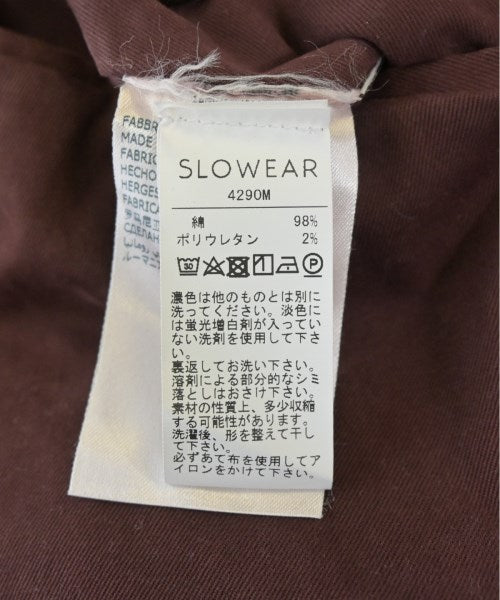 SLOWEAR
4290M
綿 98%
ポリウレタン 2%
30
濃色は他のものとは別に
洗ってください。淡色に
は蛍光増白剤が入ってい
ない洗剤を使用して下さ
い。
裏返してお洗い下さい。
溶剤による部分的なシミ
落としはおさけ下さい。
素材の性質上、多少収縮
する可能性があります。
洗濯後、形を整えて干し
て下さい。
必ずあて布を使用してア
イロンをかけて下さい。
FABBR
MADE
FABRIC
HECHO
HERGES
FABRICA
СДЕЛАН
ルーマニ